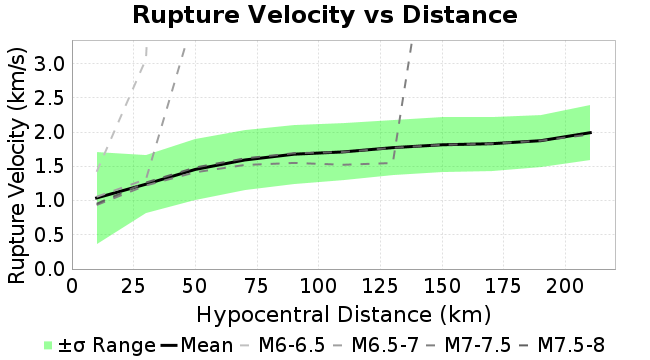 Rupture Velocity vs Distance
Rupture Velocity (km/s)
3.0
2.5
2.0
1.5
1.0
0.5
0.0
0 25 50 75 100 125 150 175 200
Hypocentral Distance (km)
±σ Range Mean M6-6.5 M6.5-7 M7-7.5 M7.5-8